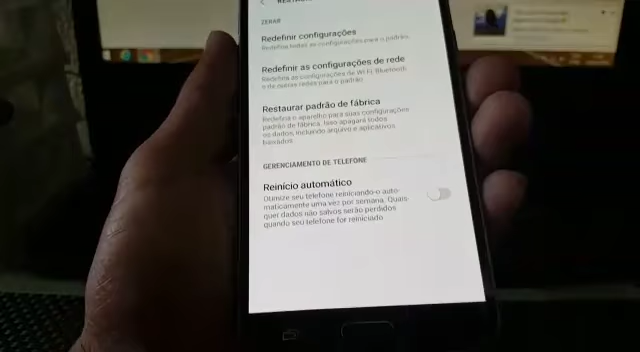 ZERAR
Redefinir configurações
Redefina todas as configurações para o padrão.
Redefinir as configurações de rede
Redefina as configurações de Wi-Fi, Bluetooth
e de outras redes para o padrão
Restaurar padrão de fábrica
Redefina o aparelho para suas configurações
padrão de fábrica. Isso apagará todos
os dados, incluindo arquivo e aplicativos
baixados.
GERENCIAMENTO DE TELEFONE
Reinício automático
Otimize seu telefone reiniciando-o auto-
maticamente uma vez por semana. Quais-
quer dados não salvos serão perdidos
quando seu telefone for reiniciado.